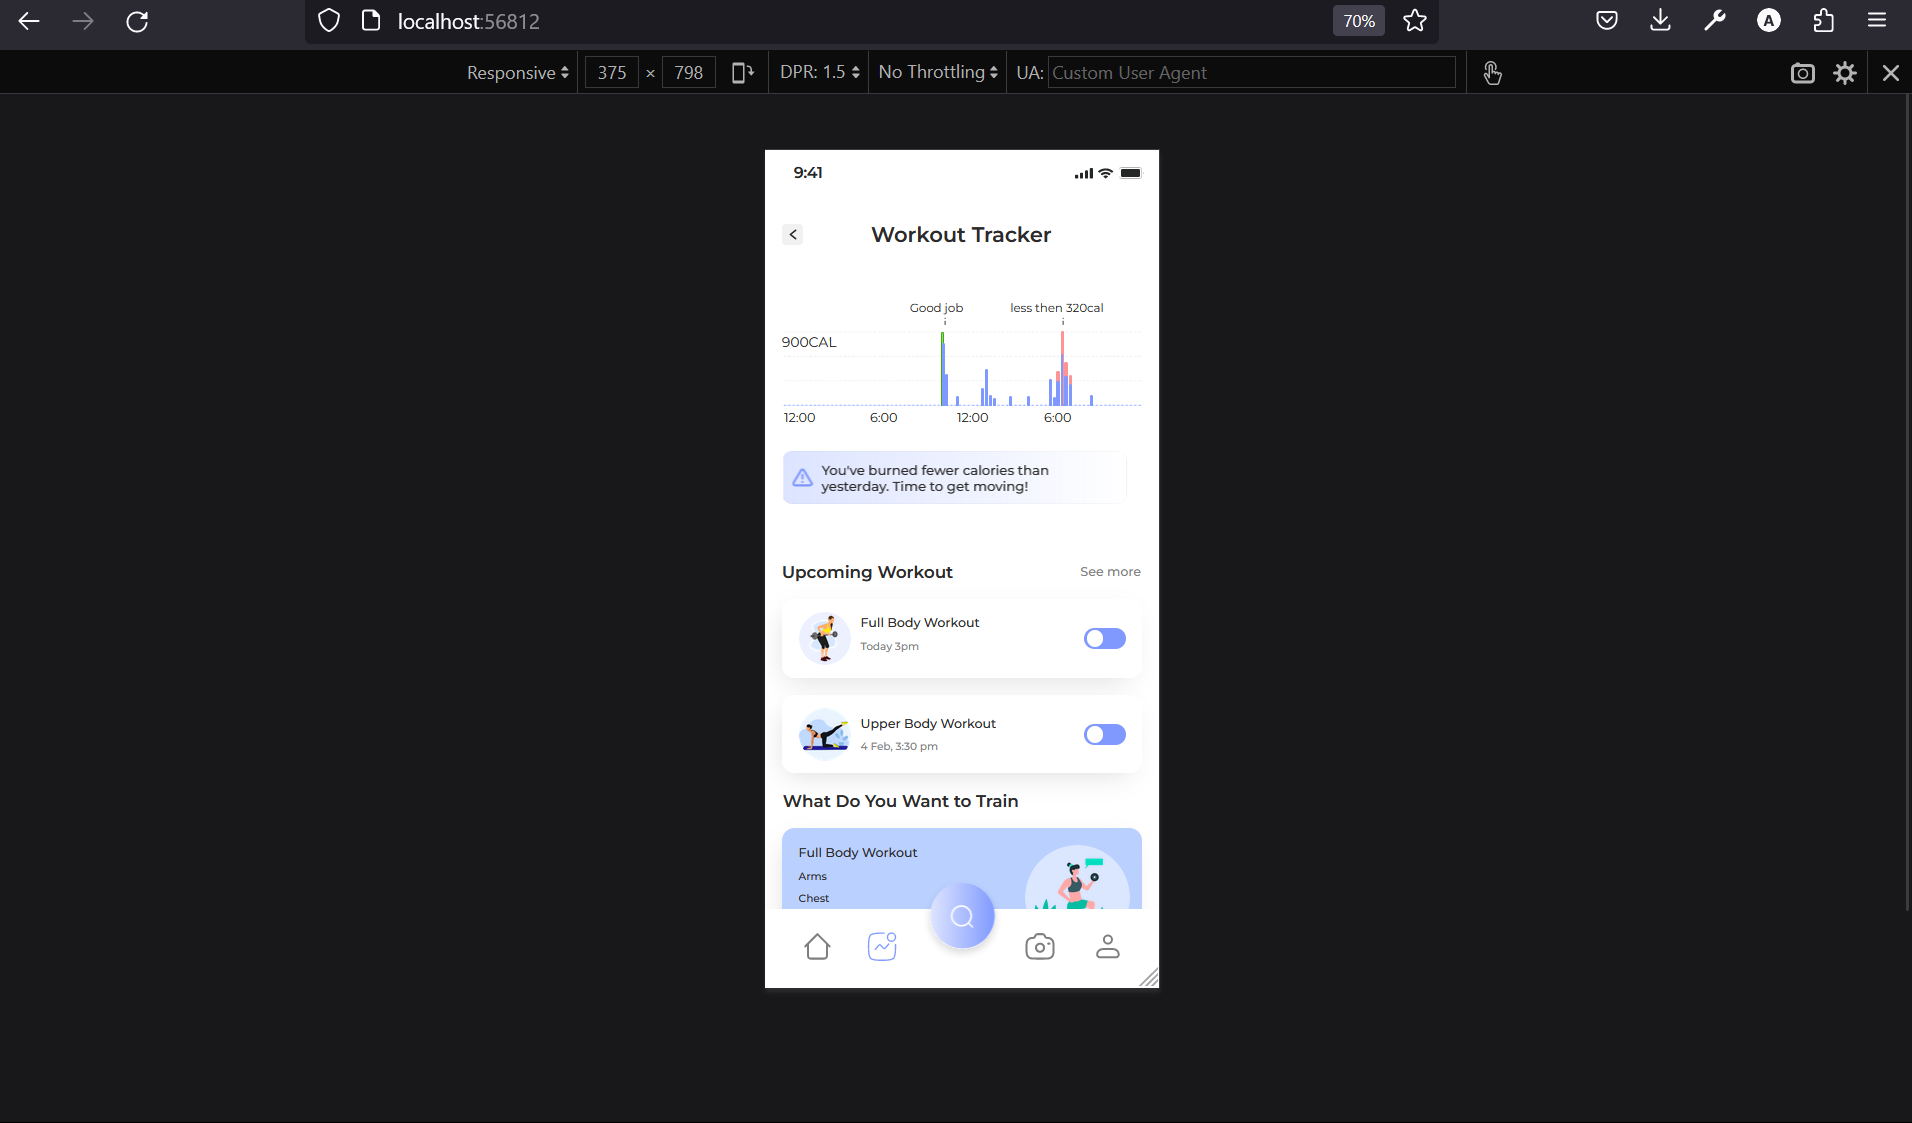 localhost:56812
70%
A
Responsive
375 × 798
DPR: 1.5
No Throttling
UA: Custom User Agent
9:41
Workout Tracker
Good job
less then 320cal
900CAL
12:00 6:00 12:00 6:00
You've burned fewer calories than
yesterday. Time to get moving!
Upcoming Workout
See more
Full Body Workout
Today 3pm
Upper Body Workout
4 Feb, 3:30 pm
What Do You Want to Train
Full Body Workout
Arms
Chest